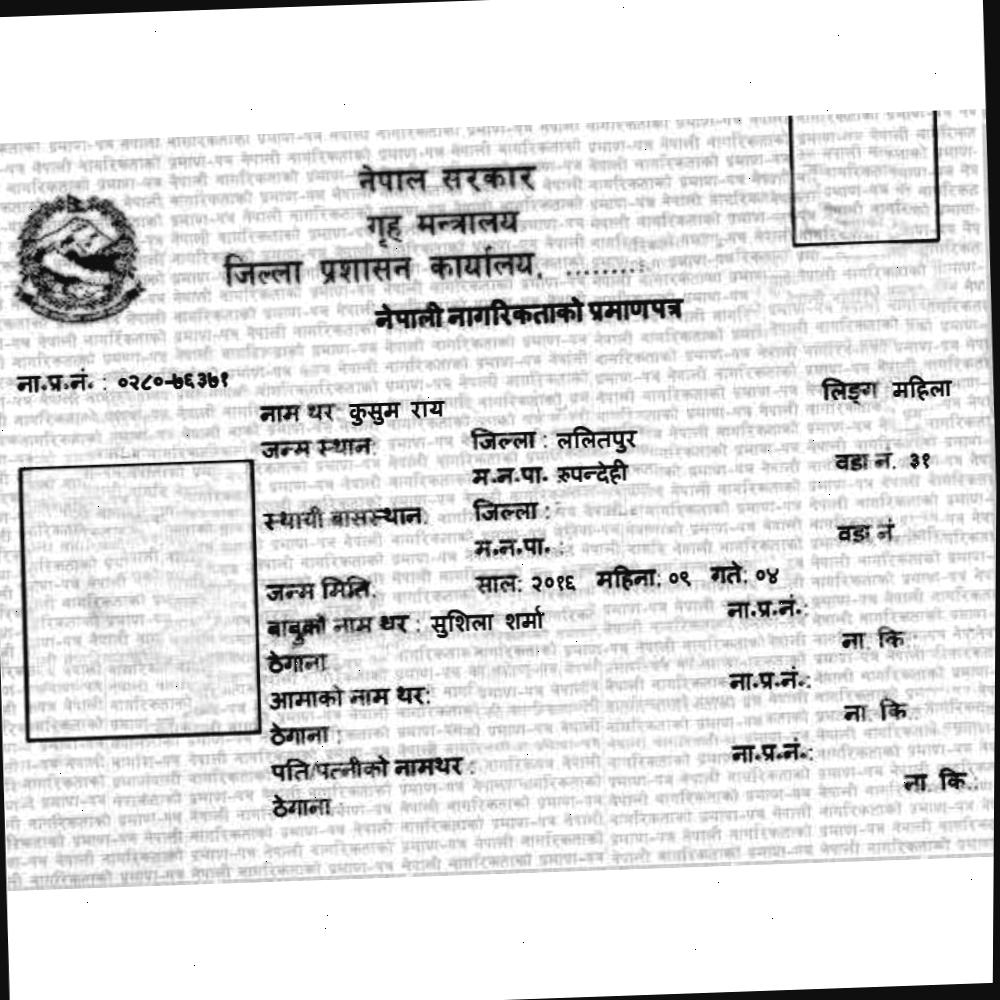 नेपाल सरकार
गृह मन्त्रालय
जिल्ला प्रशासन कार्यालय, .........
नेपाली नागरिकताको प्रमाणपत्र
ना.प्र.नं. : ०२८०-७६३७१
लिङ्ग महिला
नाम थर: कुसुम राय
जन्म स्थान: जिल्ला : ललितपुर
म.न.पा. रुपन्देही वडा नं. ३१
स्थायी बासस्थान: जिल्ला :
म.न.पा. : वडा नं.
जन्म मिति: साल: २०१६ महिना: ०९ गते: ०४
बाबुको नाम थर : सुशिला शर्मा ना.प्र.नं.:
ठेगाना ना. कि :
आमाको नाम थर: ना.प्र.नं.:
ठेगाना : ना. कि.:
पति/पत्नीको नामथर : ना.प्र.नं.:
ठेगाना : ना. कि.: